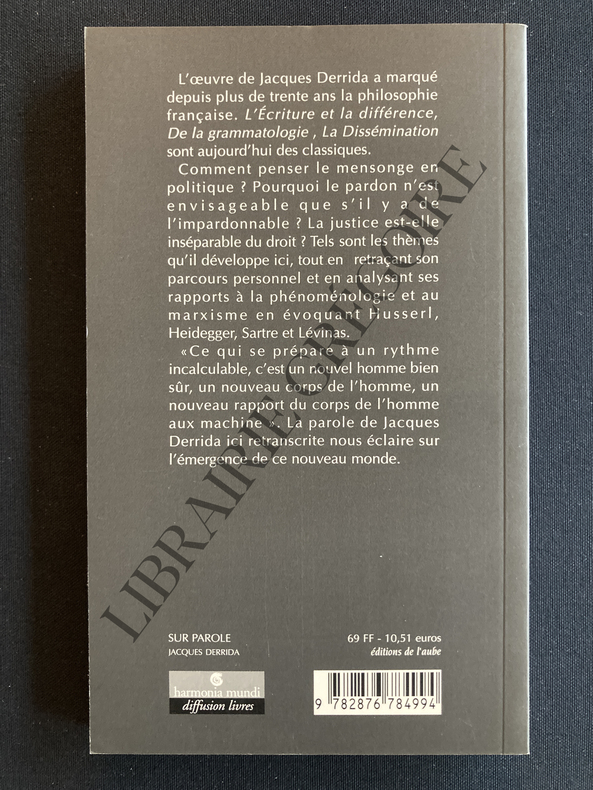 L'œuvre de Jacques Derrida a marqué
depuis plus de trente ans la philosophie
française. L'Écriture et la différence,
De la grammatologie , La Dissémination
sont aujourd'hui des classiques.
Comment penser le mensonge en
politique ? Pourquoi le pardon n'est
envisageable que s'il y a de
l'impardonnable ? La justice est-elle
inséparable du droit ? Tels sont les thèmes
qu'il développe ici, tout en retraçant son
parcours personnel et en analysant ses
rapports à la phénoménologie et au
marxisme en évoquant Husserl,
Heidegger, Sartre et Lévinas.
« Ce qui se prépare à un rythme
incalculable, c'est un nouvel homme bien
sûr, un nouveau corps de l'homme, un
nouveau rapport du corps de l'homme
aux machine ». La parole de Jacques
Derrida ici retranscrite nous éclaire sur
l'émergence de ce nouveau monde.
LIBRAIRIE GREGOIRE
SUR PAROLE
JACQUES DERRIDA
69 FF - 10,51 euros
éditions de l'aube
harmonia mundi
diffusion livres
9 782876 784994